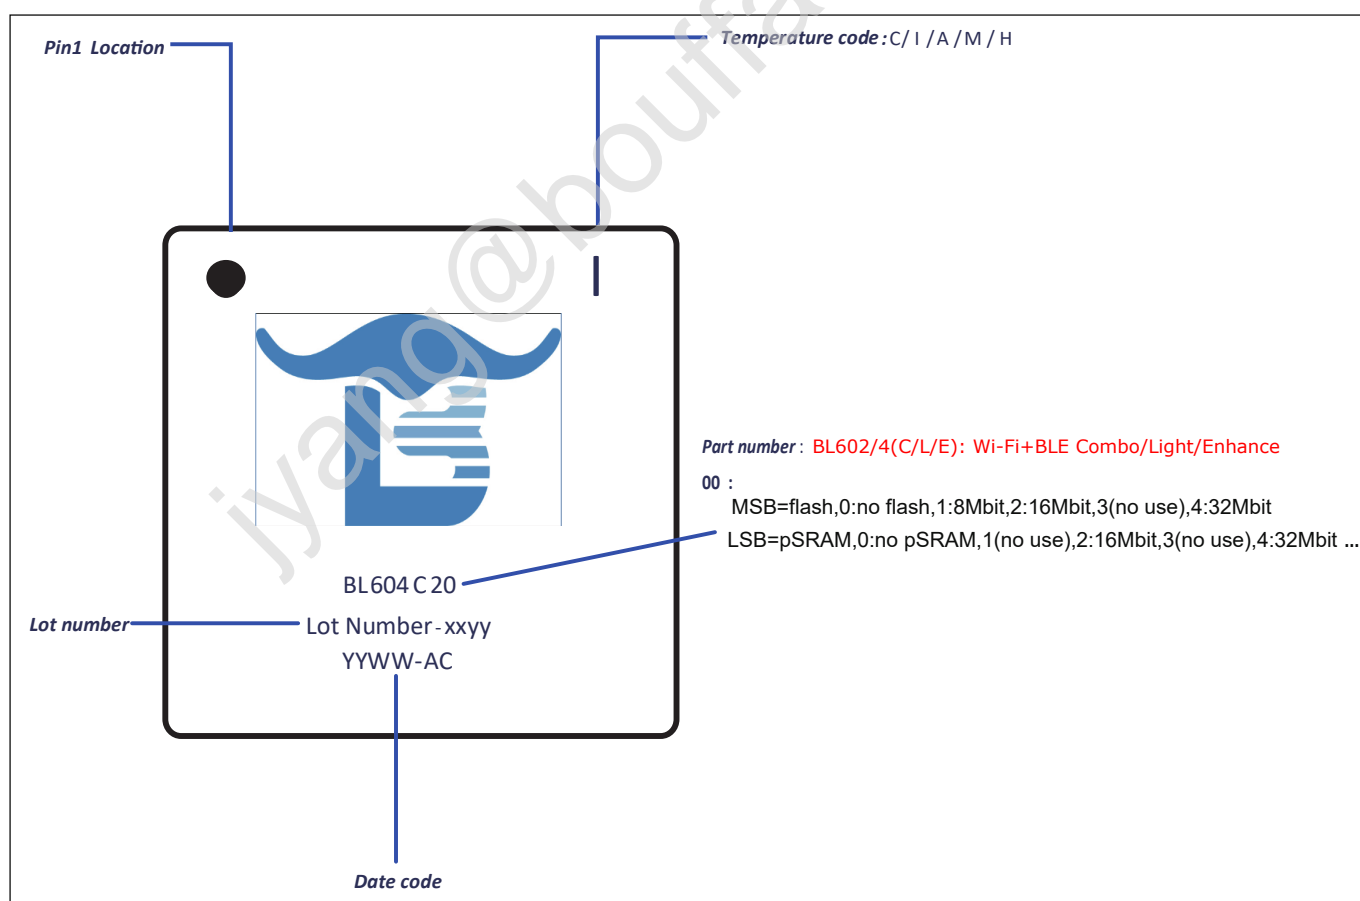 Pin1 Location
Temperature code : C / I / A / M / H
I
Part number : BL602/4(C/L/E): Wi-Fi+BLE Combo/Light/Enhance
00 :
MSB=flash,0:no flash,1:8Mbit,2:16Mbit,3(no use),4:32Mbit
LSB=pSRAM,0:no pSRAM,1(no use),2:16Mbit,3(no use),4:32Mbit ...
BL604 C 20
Lot number
Lot Number-xxyy
YYWW-AC
Date code
jyang@bouffa